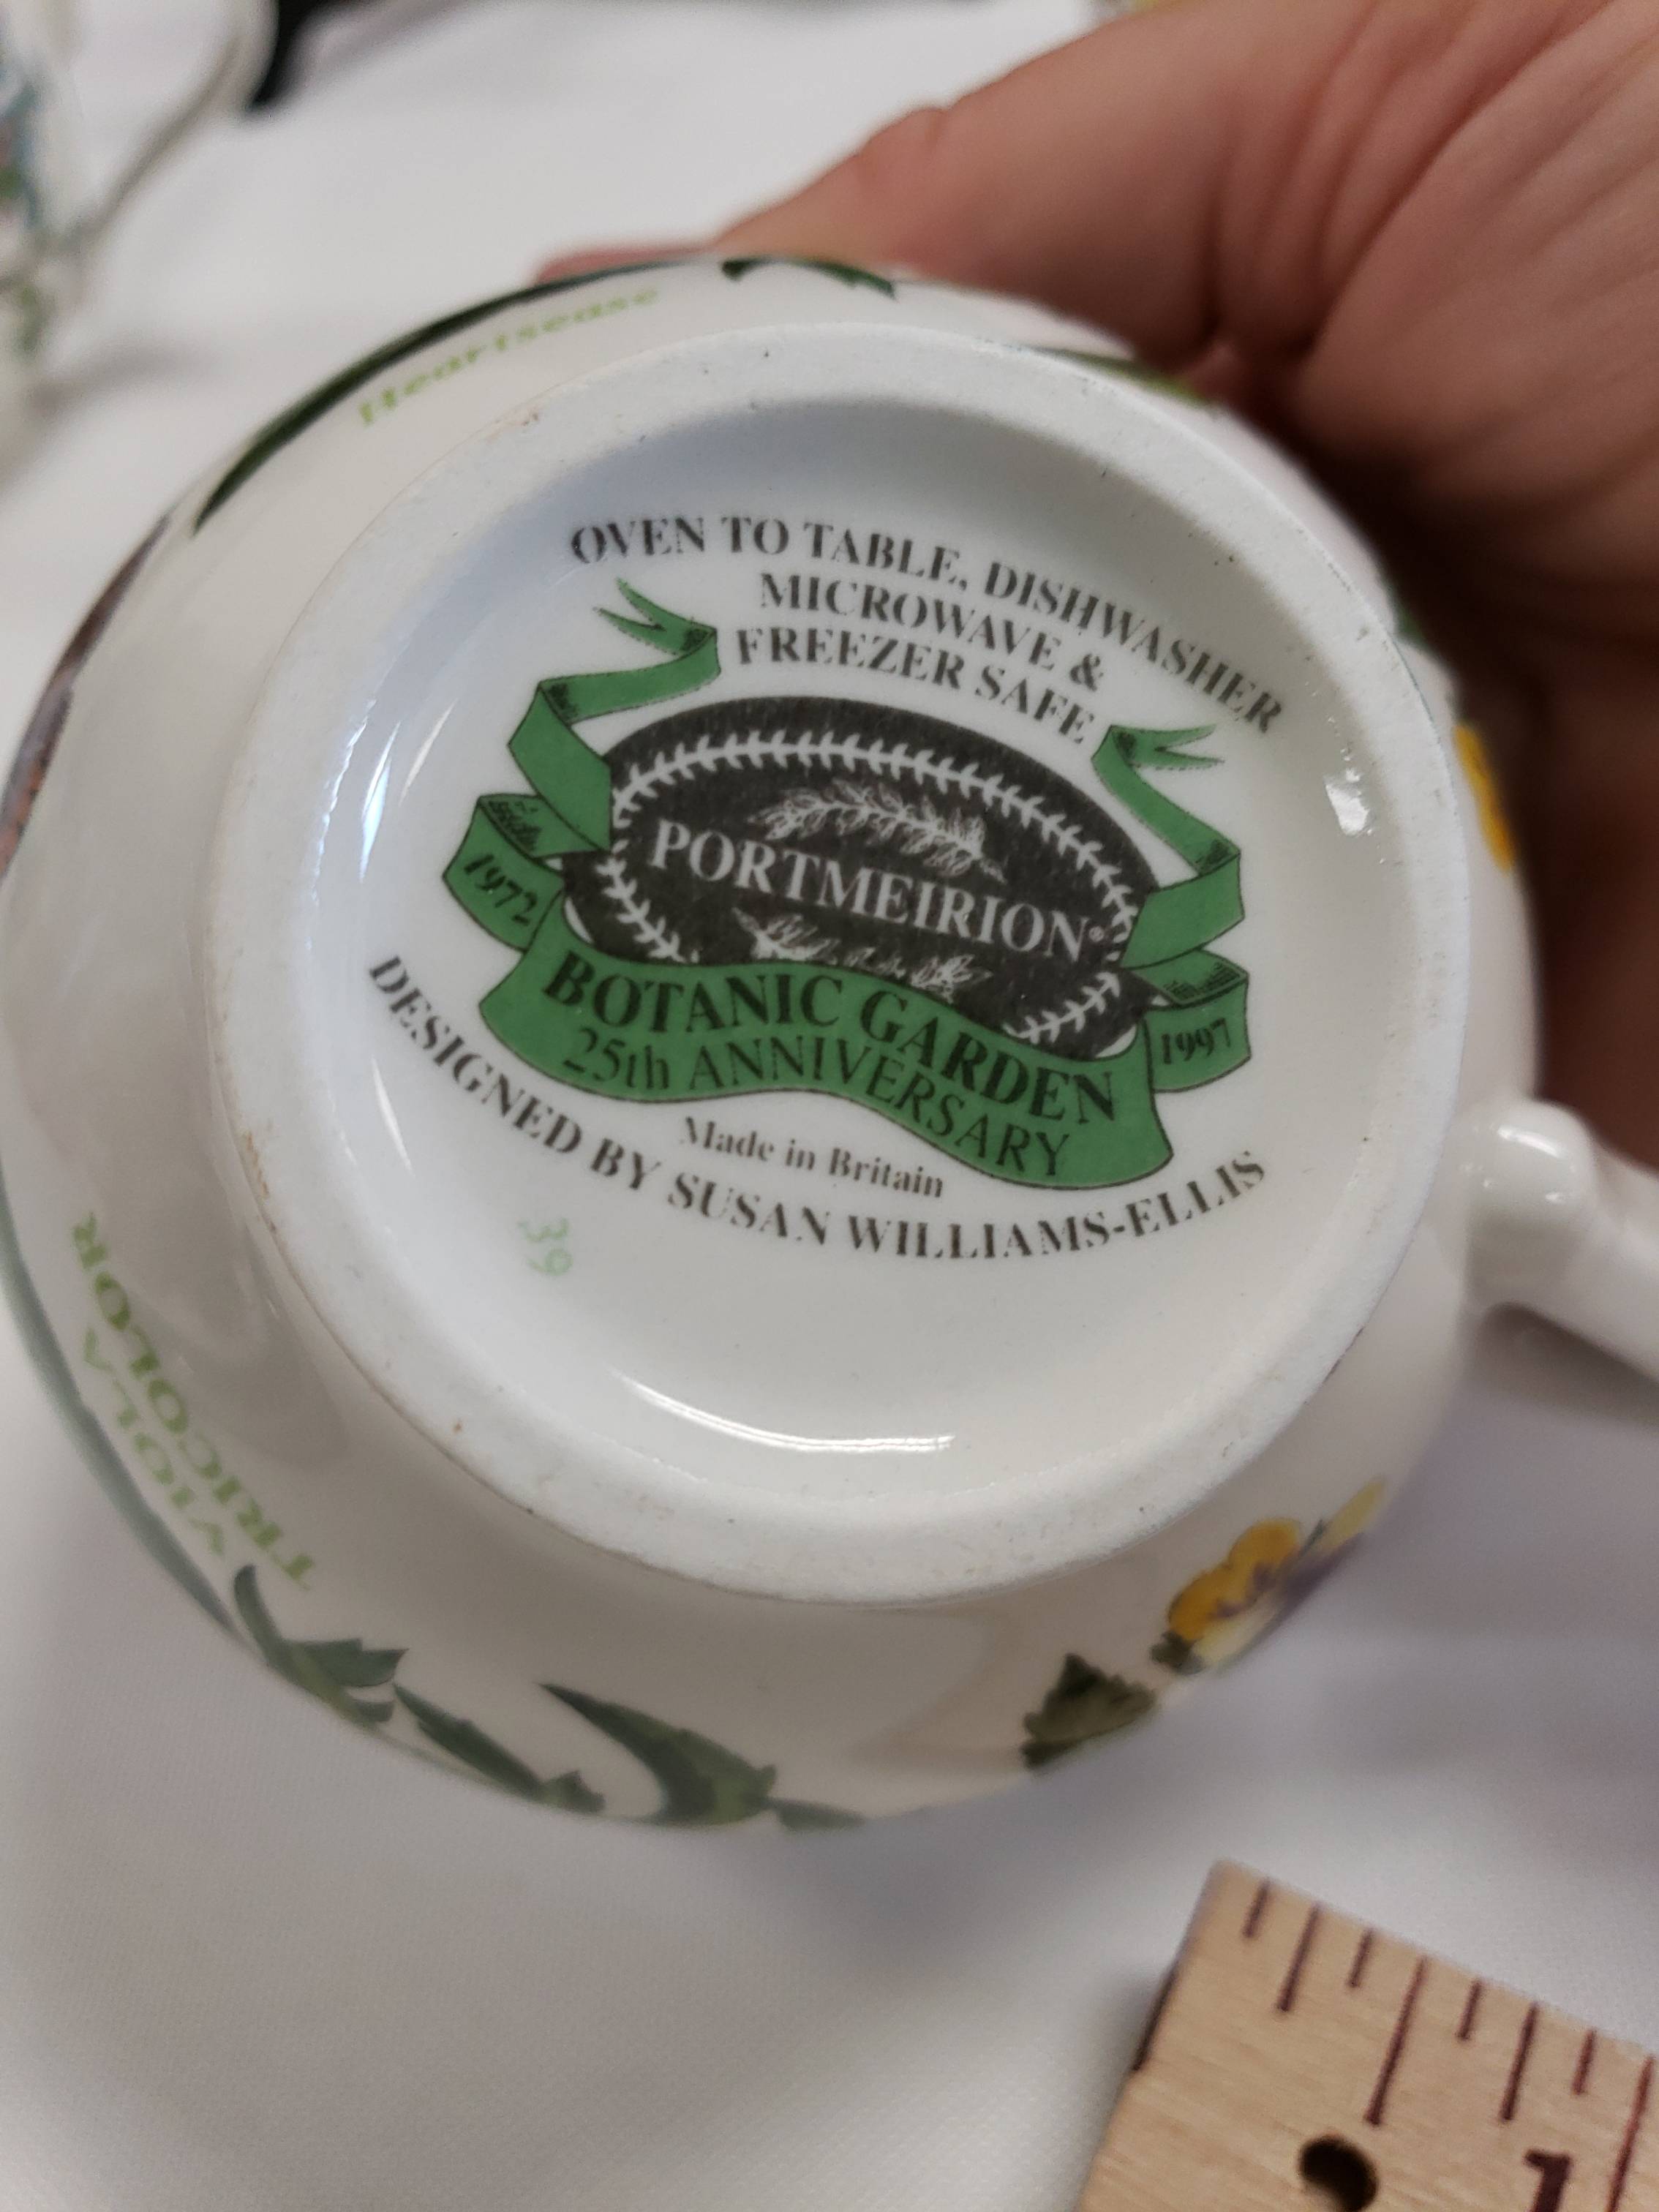 Heartsease
OVEN TO TABLE, DISHWASHER
MICROWAVE &
FREEZER SAFE
PORTMEIRION®
1972
1997
BOTANIC GARDEN
25th ANNIVERSARY
Made in Britain
DESIGNED BY SUSAN WILLIAMS-ELLIS
39
VIOLA
TRICOLOR
1